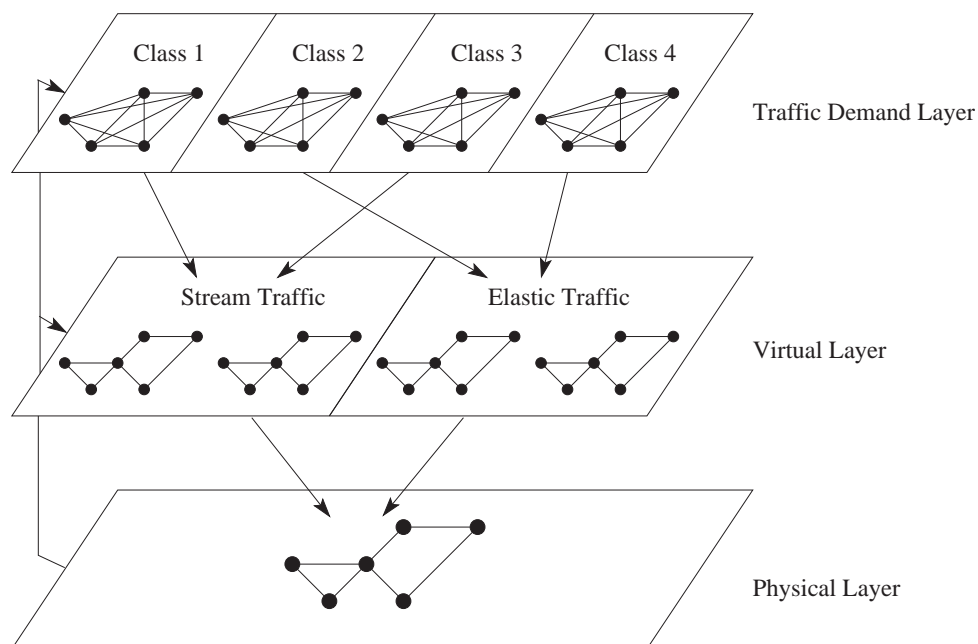 Class 1
Class 2
Class 3
Class 4
Traffic Demand Layer
Stream Traffic
Elastic Traffic
Virtual Layer
Physical Layer